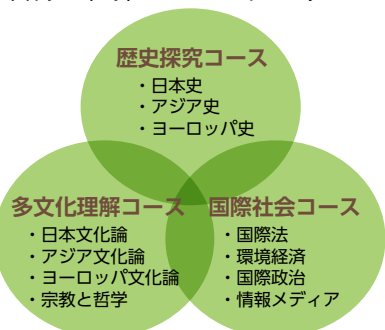 歴史探究コース
・日本史
・アジア史
・ヨーロッパ史
多文化理解コース
・日本文化論
・アジア文化論
・ヨーロッパ文化論
・宗教と哲学
国際社会コース
・国際法
・環境経済
・国際政治
・情報メディア